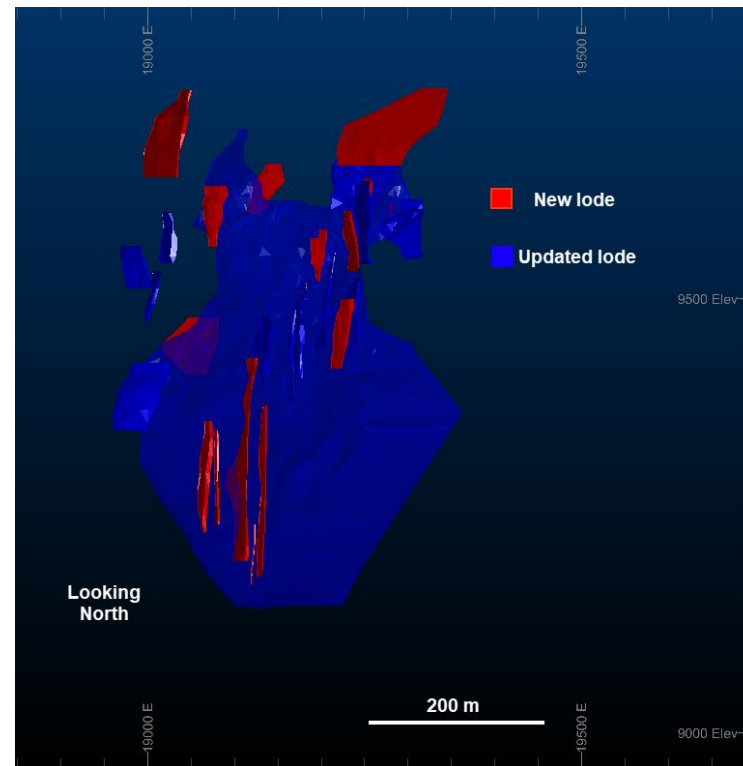 19000 E
19500 E
New lode
Updated lode
9500 Elev
Looking
North
200 m
19000 E
19500 E
9000 Elev